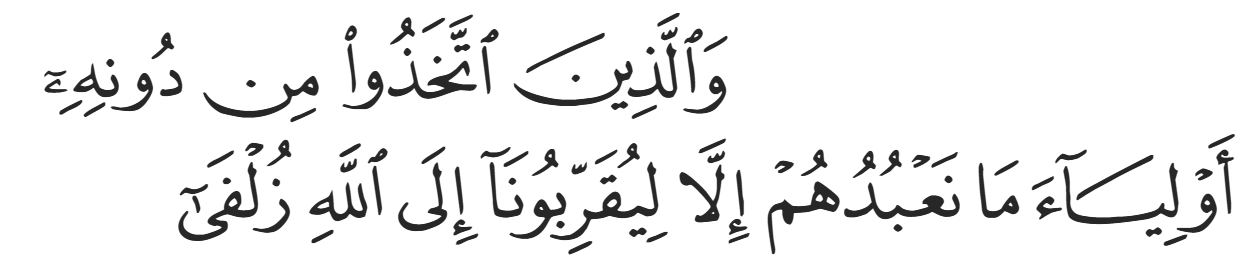 وَٱلَّذِينَ ٱتَّخَذُوا۟ مِن دُونِهِۦٓ
أَوْلِيَآءَ مَا نَعْبُدُهُمْ إِلَّا لِيُقَرِّبُونَآ إِلَى ٱللَّهِ زُلْفَىٰٓ